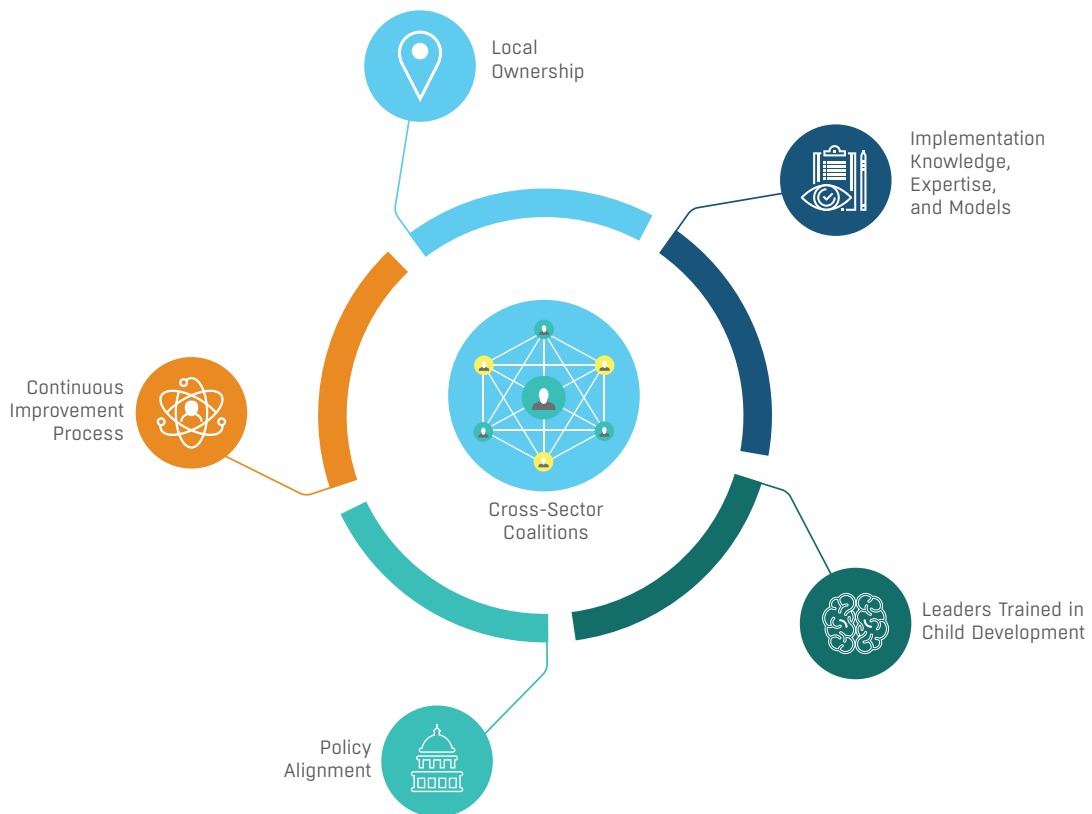 Local
Ownership
Implementation
Knowledge,
Expertise,
and Models
Continuous
Improvement
Process
Cross-Sector
Coalitions
Leaders Trained in
Child Development
Policy
Alignment